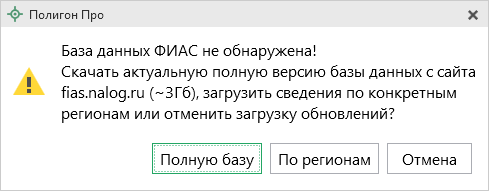 Полигон Про
База данных ФИАС не обнаружена!
Скачать актуальную полную версию базы данных с сайта
fias.nalog.ru (~3Гб), загрузить сведения по конкретным
регионам или отменить загрузку обновлений?
Полную базу
По регионам
Отмена